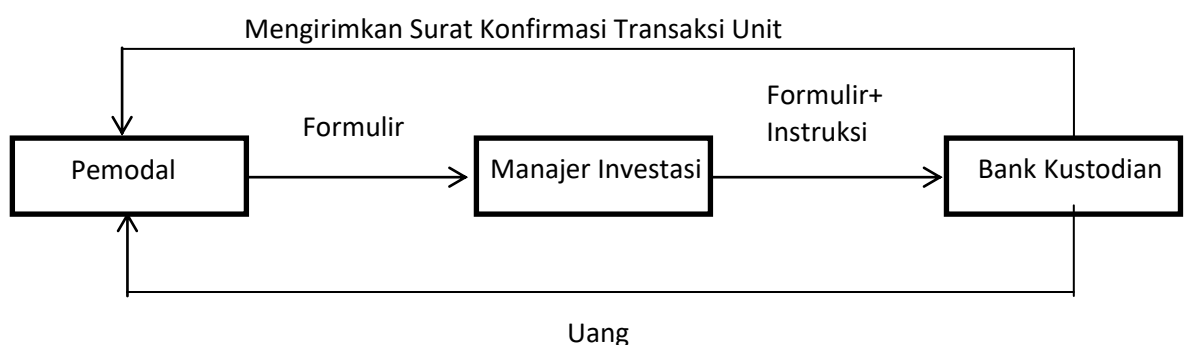 Mengirimkan Surat Konfirmasi Transaksi Unit
Formulir
Formulir+
Instruksi
Pemodal
Manajer Investasi
Bank Kustodian
Uang